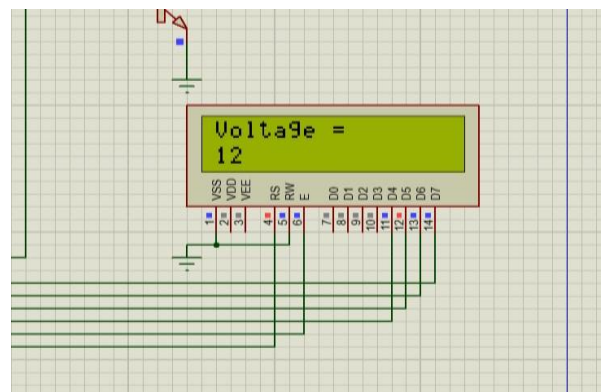 Voltage =
12
VSS VDD VEE RS RW E D0 D1 D2 D3 D4 D5 D6 D7
1 2 3 4 5 6 7 8 9 10 11 12 13 14